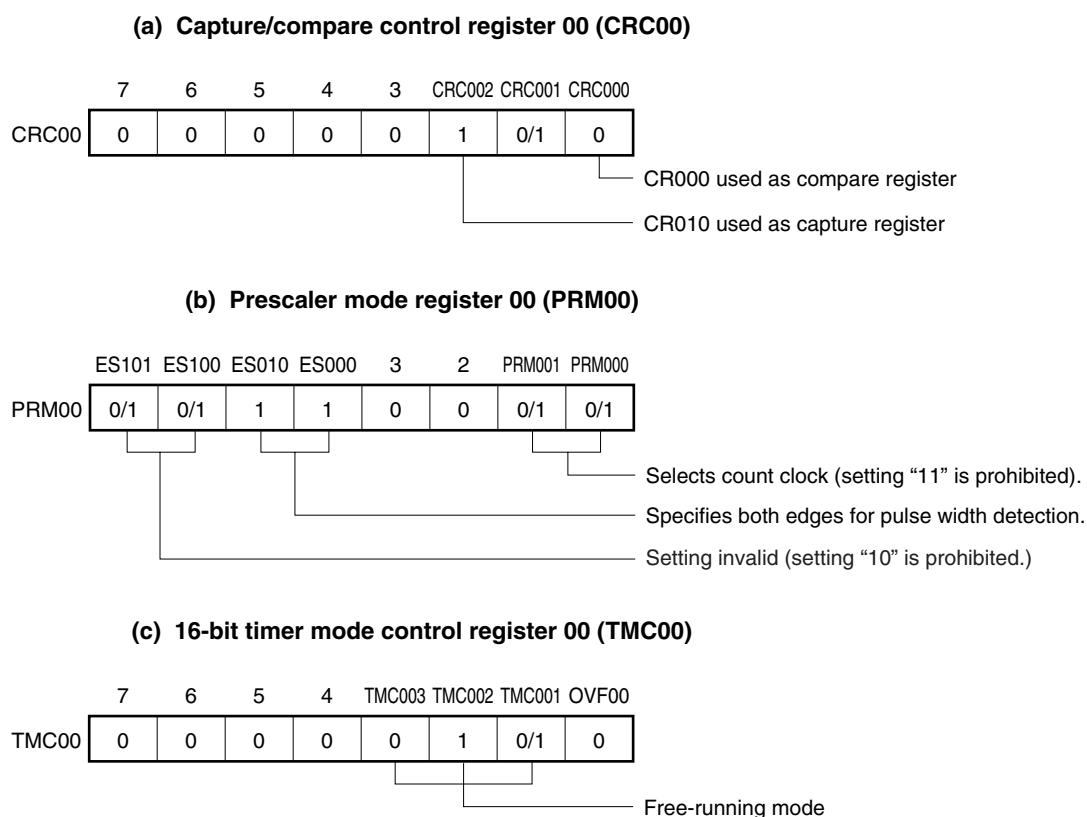 (a) Capture/compare control register 00 (CRC00)
7 6 5 4 3 CRC002 CRC001 CRC000
CRC00 0 0 0 0 0 1 0/1 0
CR000 used as compare register
CR010 used as capture register
(b) Prescaler mode register 00 (PRM00)
ES101 ES100 ES010 ES000 3 2 PRM001 PRM000
PRM00 0/1 0/1 1 1 0 0 0/1 0/1
Selects count clock (setting “11” is prohibited).
Specifies both edges for pulse width detection.
Setting invalid (setting “10” is prohibited.)
(c) 16-bit timer mode control register 00 (TMC00)
7 6 5 4 TMC003 TMC002 TMC001 OVF00
TMC00 0 0 0 0 0 1 0/1 0
Free-running mode